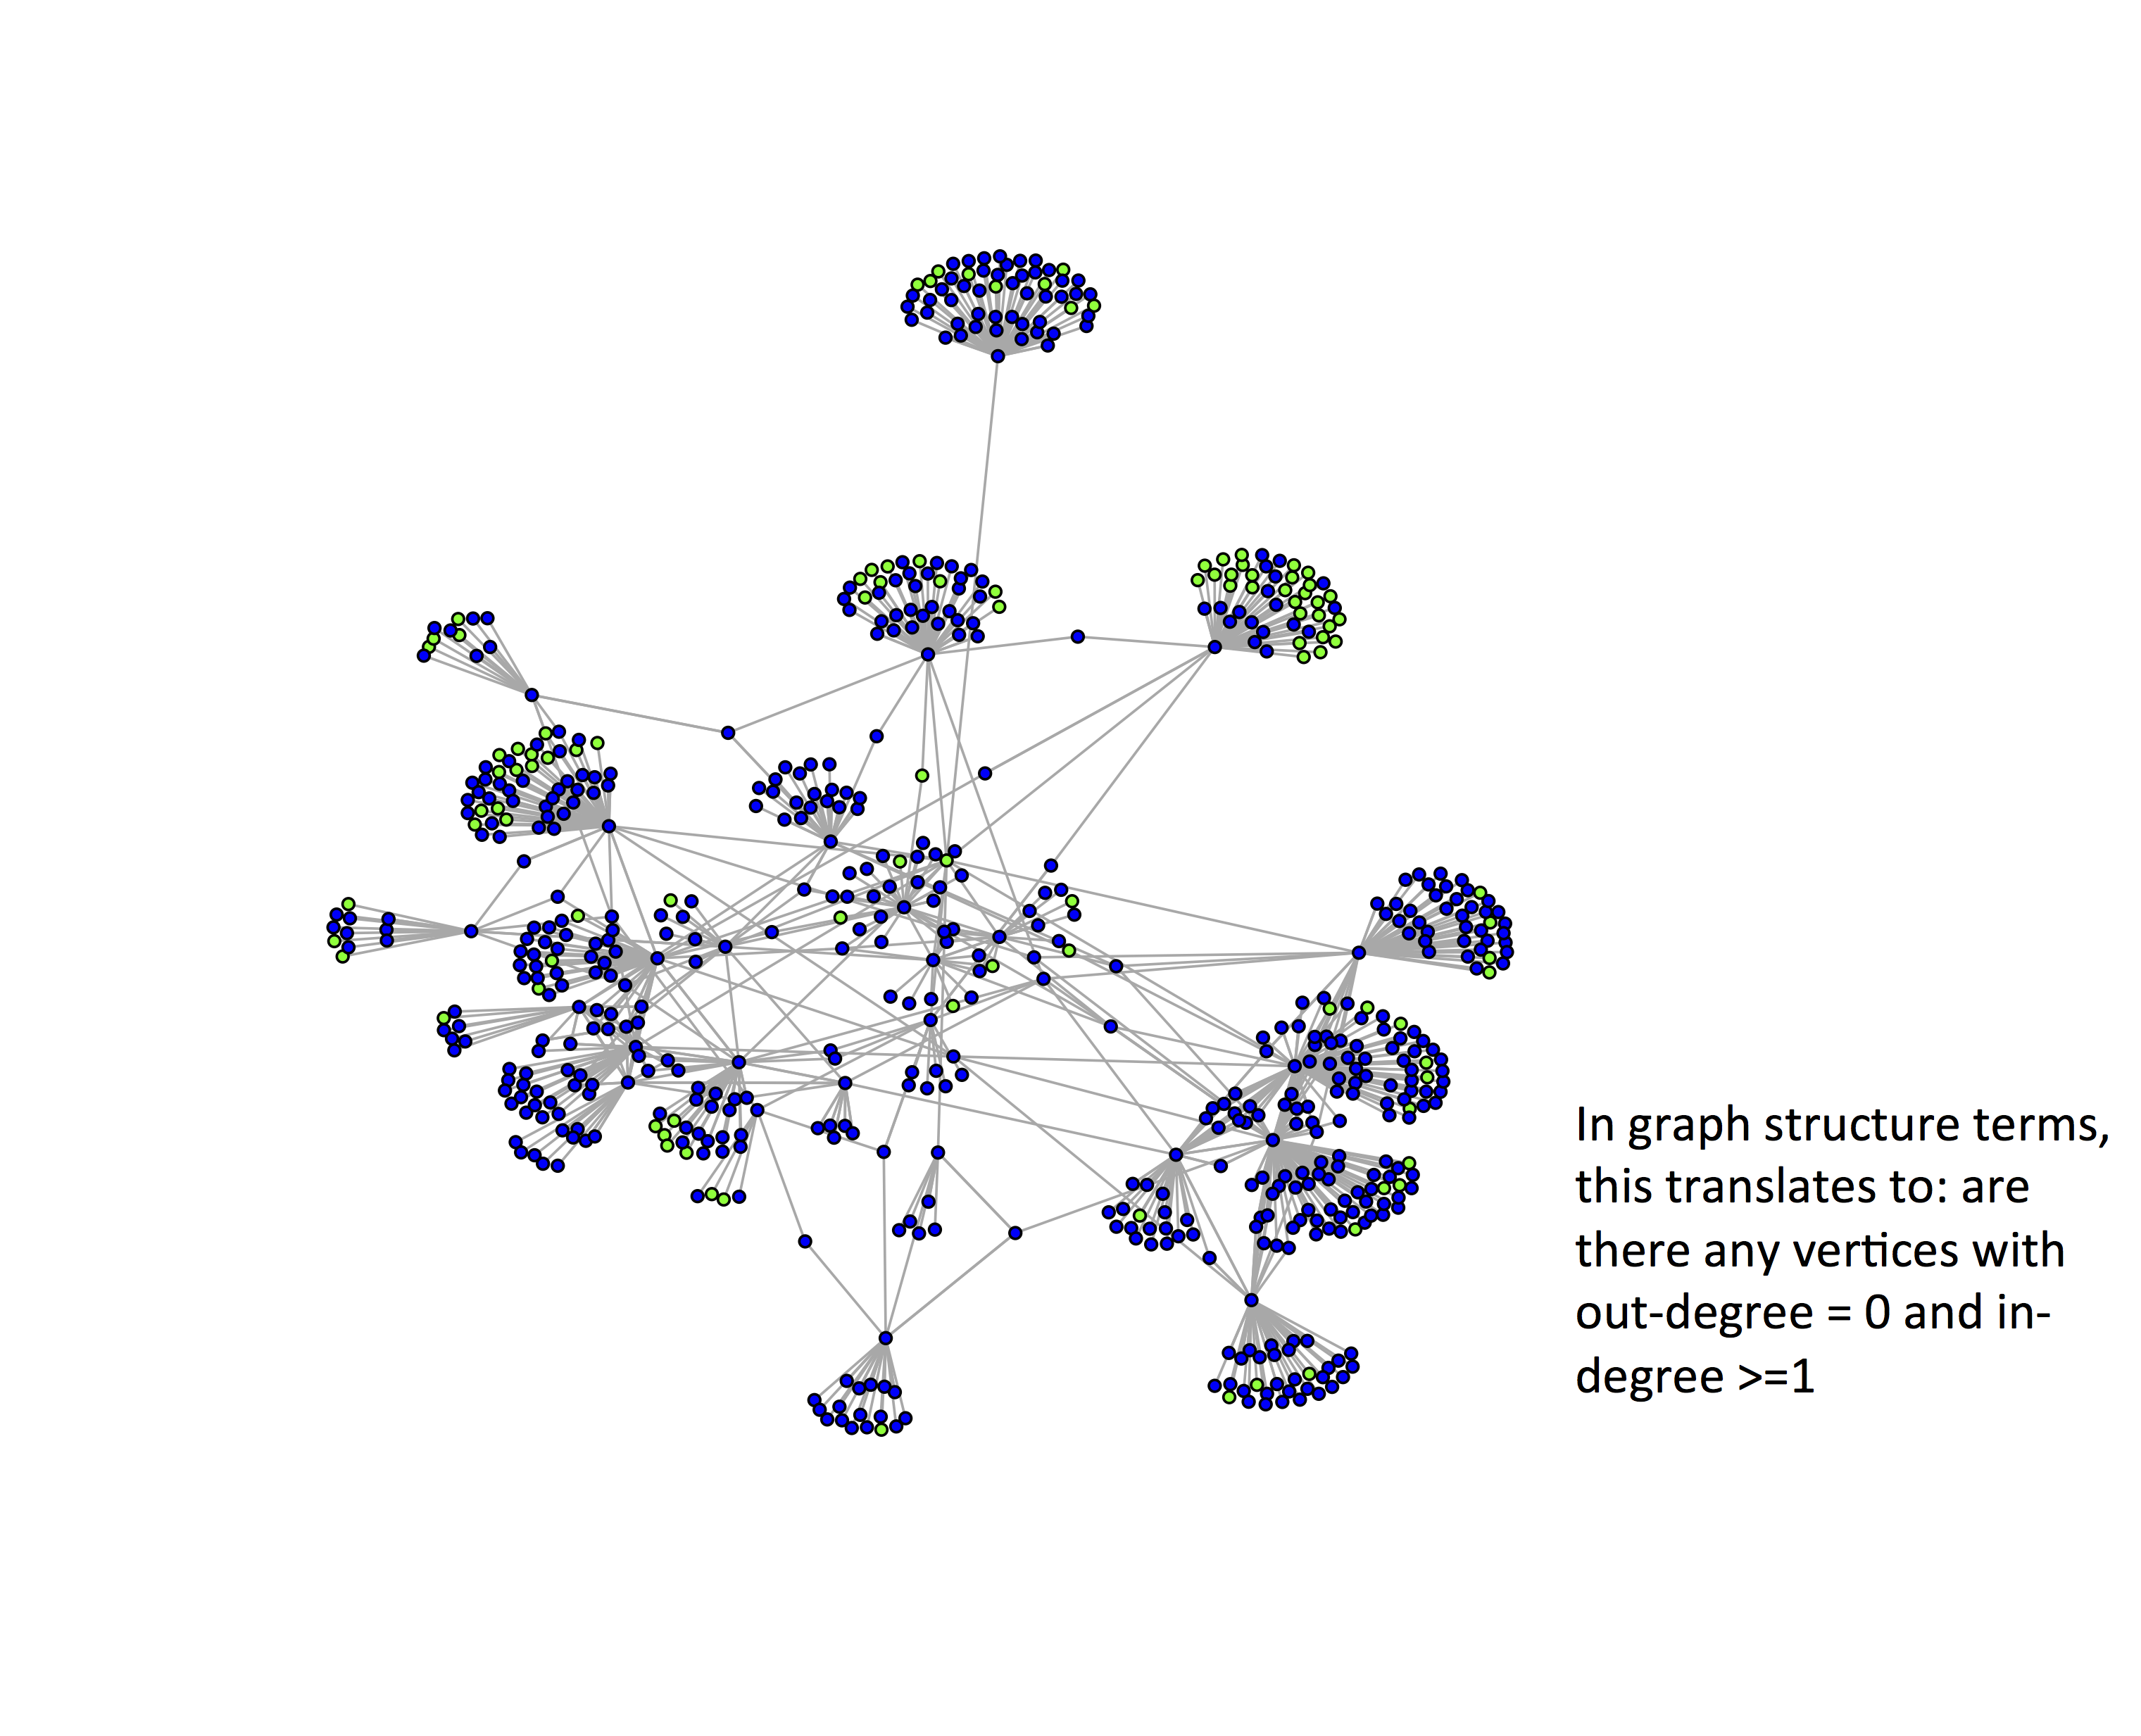 In graph structure terms,
this translates to: are
there any vertices with
out-degree = 0 and in-
degree >=1